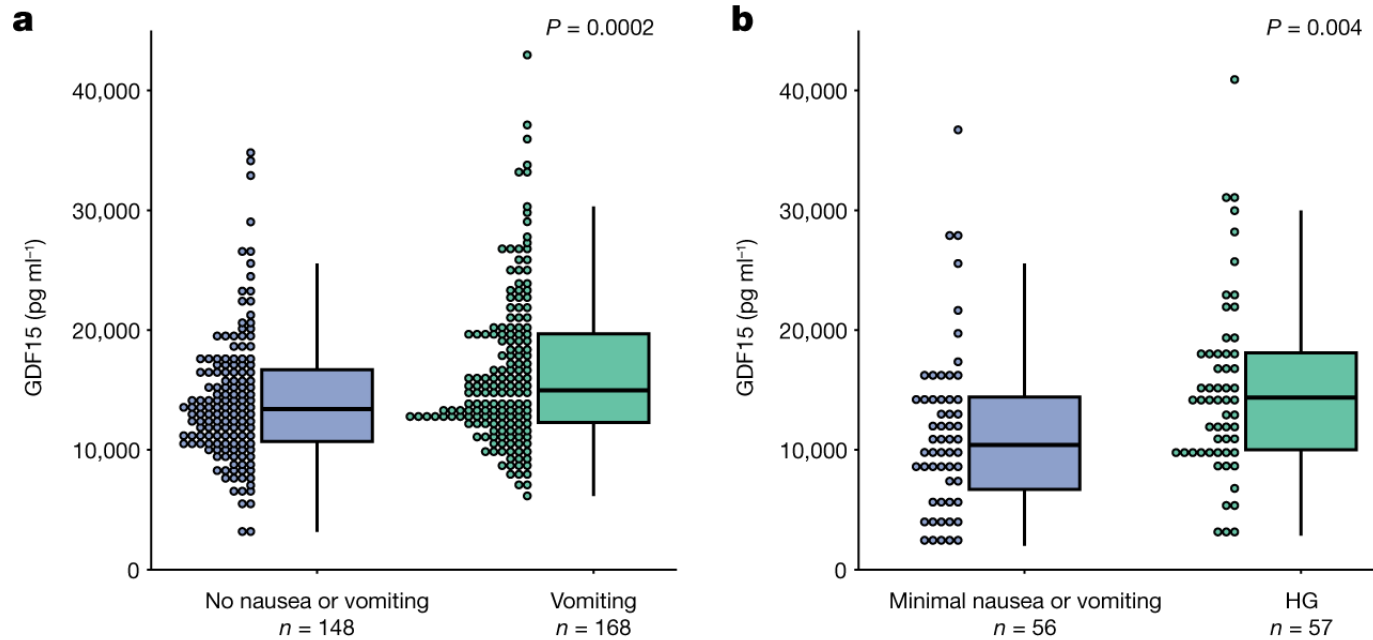 a
P = 0.0002
GDF15 (pg ml⁻¹)
40,000
30,000
20,000
10,000
0
No nausea or vomiting
n = 148
Vomiting
n = 168
b
P = 0.004
GDF15 (pg ml⁻¹)
40,000
30,000
20,000
10,000
0
Minimal nausea or vomiting
n = 56
HG
n = 57